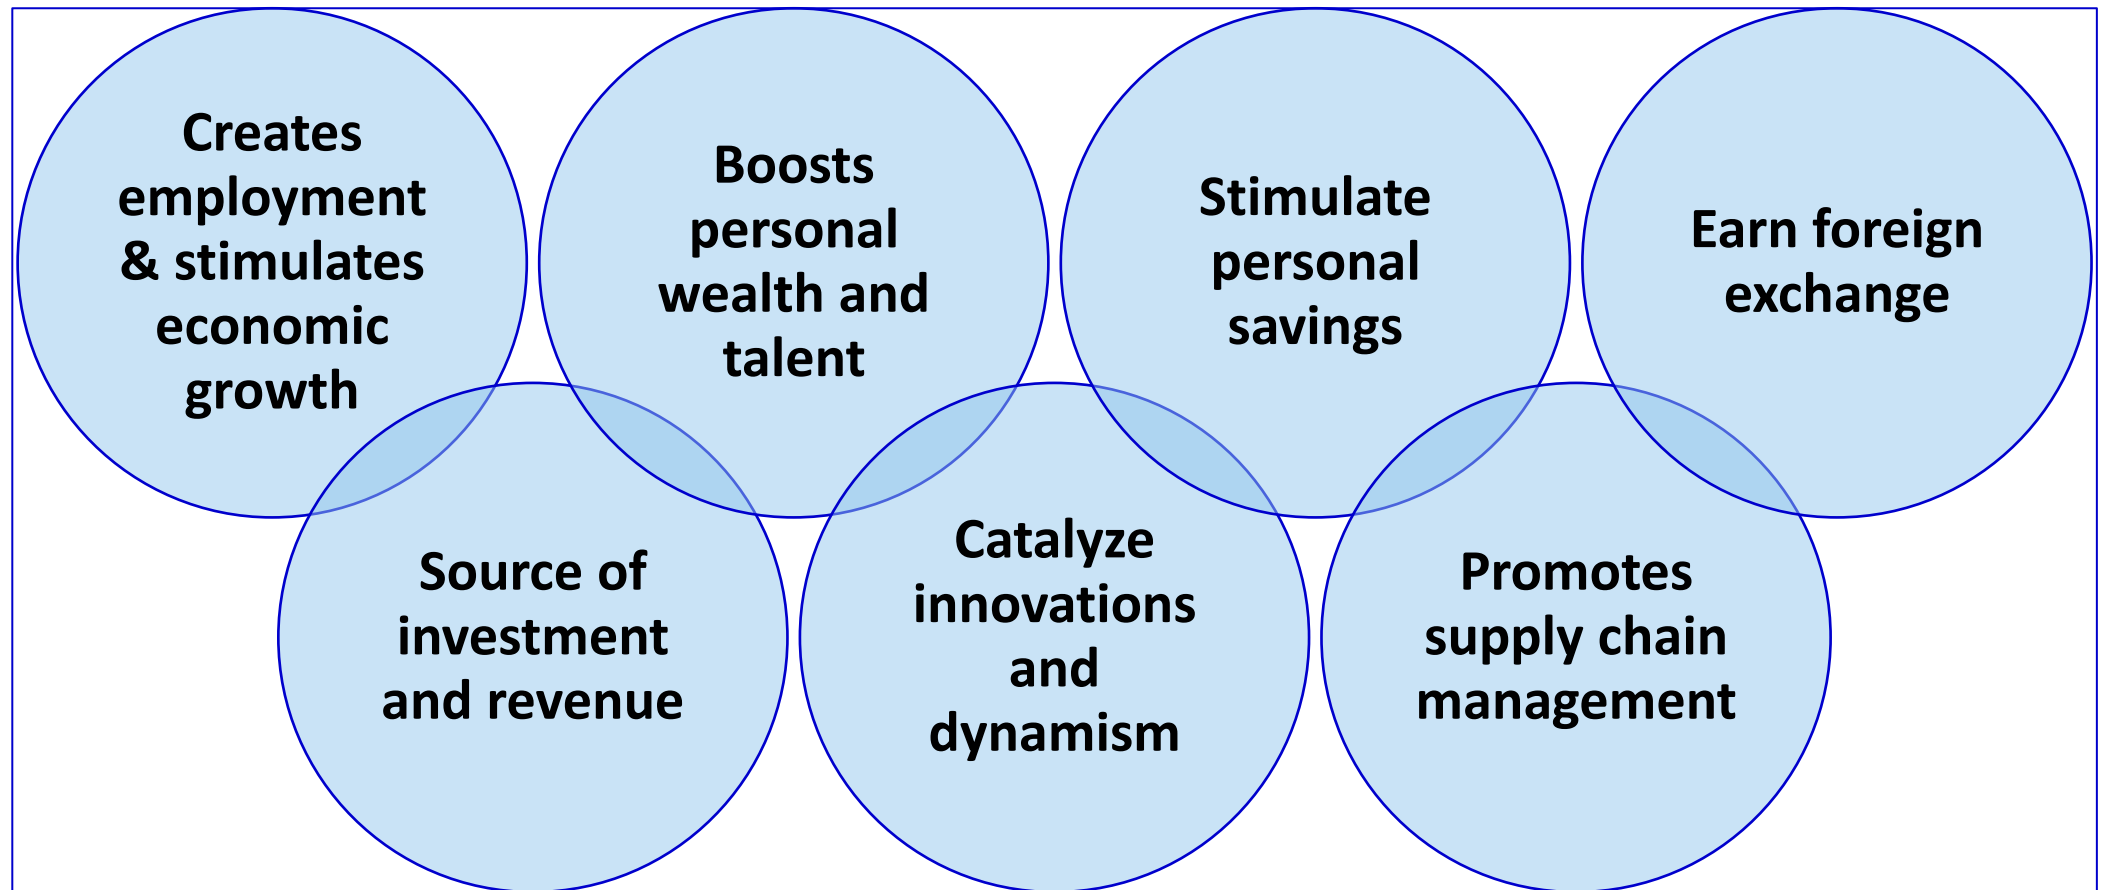 Creates
employment
& stimulates
economic
growth
Boosts
personal
wealth and
talent
Stimulate
personal
savings
Earn foreign
exchange
Source of
investment
and revenue
Catalyze
innovations
and
dynamism
Promotes
supply chain
management